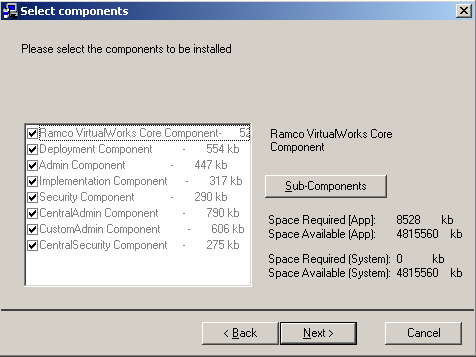 Select components
Please select the components to be installed
Ramco VirtualWorks Core Component- 52
Deployment Component - 554 kb
Admin Component - 447 kb
Implementation Component - 317 kb
Security Component - 290 kb
CentralAdmin Component - 790 kb
CustomAdmin Component - 606 kb
CentralSecurity Component - 275 kb
Ramco VirtualWorks Core
Component
Sub-Components
Space Required (App): 8528 kb
Space Available (App): 4815560 kb
Space Required (System): 0 kb
Space Available (System): 4815560 kb
< Back
Next >
Cancel